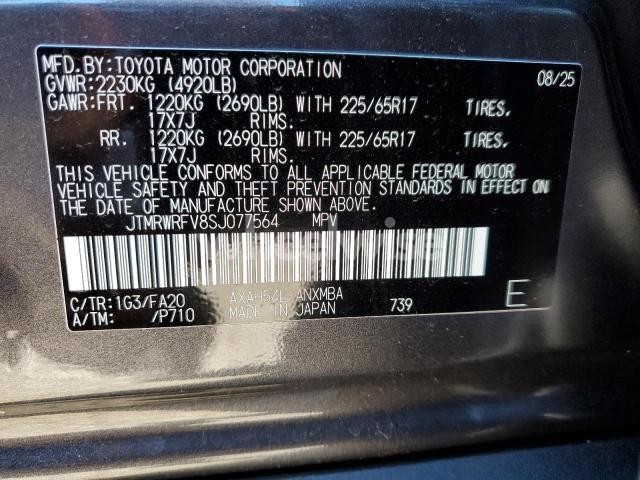 MFD.BY:TOYOTA MOTOR CORPORATION 08/25
GVWR:2230KG (4920LB)
GAWR:FRT. 1220KG (2690LB) WITH 225/65R17 TIRES,
17X7J RIMS.
RR. 1220KG (2690LB) WITH 225/65R17 TIRES,
17X7J RIMS.
THIS VEHICLE CONFORMS TO ALL APPLICABLE FEDERAL MOTOR
VEHICLE SAFETY AND THEFT PREVENTION STANDARDS IN EFFECT
ON THE DATE OF MANUFACTURE SHOWN ABOVE.
JTMRWRFV8SJ077564 MPV
C/TR:1G3/FA20 AXAH54L-ANXMBA
A/TM: /P710 MADE IN JAPAN 739 E